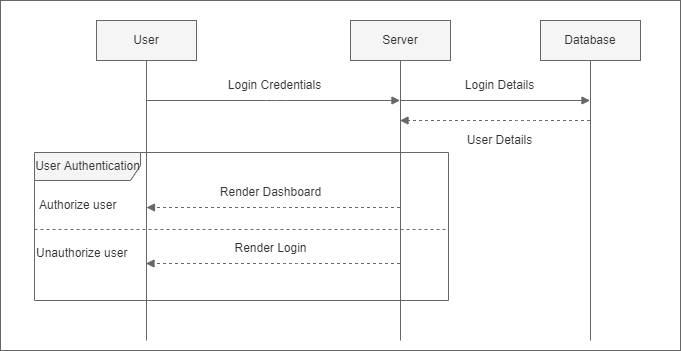 User
Server
Database
Login Credentials
Login Details
User Details
User Authentication
Render Dashboard
Authorize user
Render Login
Unauthorize user